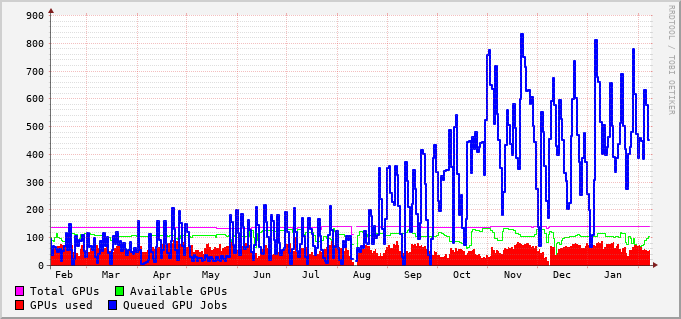 900
800
700
600
500
400
300
200
100
0
Feb Mar Apr May Jun Jul Aug Sep Oct Nov Dec Jan
Total GPUs Available GPUs
GPUs used Queued GPU Jobs
RRDTOOL / TOBI OETIKER